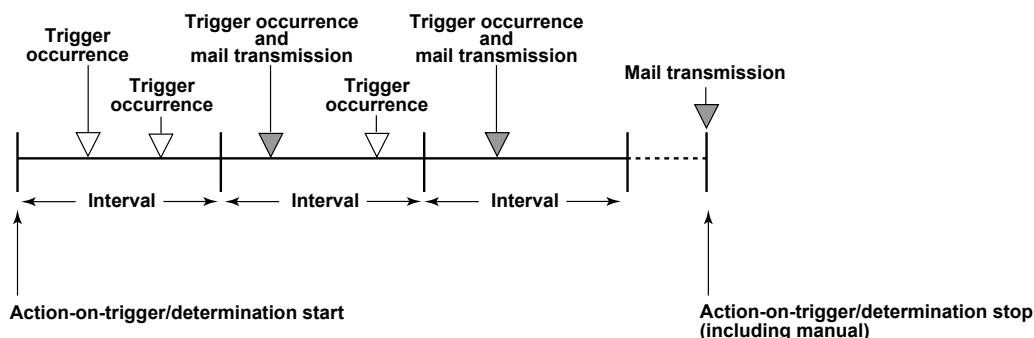 Trigger
occurrence
Trigger
occurrence
Trigger occurrence
and
mail transmission
Trigger
occurrence
Trigger occurrence
and
mail transmission
Mail transmission
Interval
Interval
Interval
Action-on-trigger/determination start
Action-on-trigger/determination stop
(including manual)